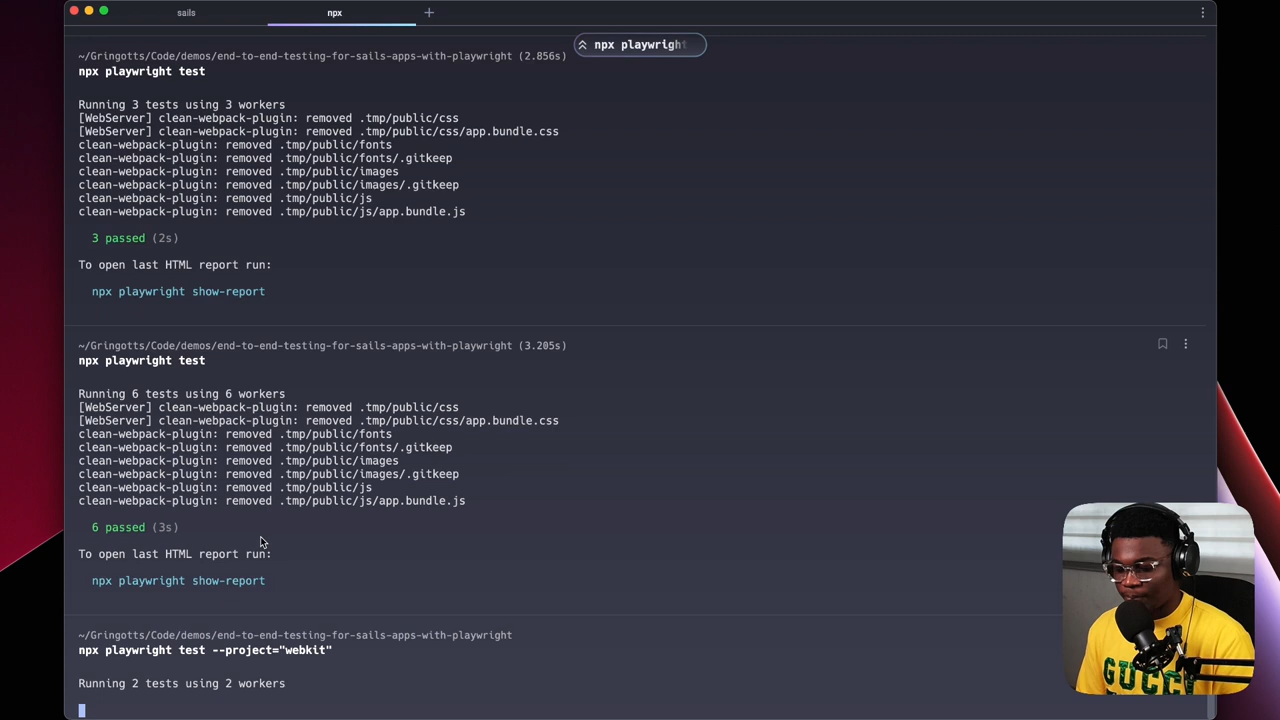 sails
npx
npx playwright
~/Gringotts/Code/demos/end-to-end-testing-for-sails-apps-with-playwright (2.856s)
npx playwright test
Running 3 tests using 3 workers
[WebServer] clean-webpack-plugin: removed .tmp/public/css
[WebServer] clean-webpack-plugin: removed .tmp/public/css/app.bundle.css
clean-webpack-plugin: removed .tmp/public/fonts
clean-webpack-plugin: removed .tmp/public/fonts/.gitkeep
clean-webpack-plugin: removed .tmp/public/images
clean-webpack-plugin: removed .tmp/public/images/.gitkeep
clean-webpack-plugin: removed .tmp/public/js
clean-webpack-plugin: removed .tmp/public/js/app.bundle.js
3 passed (2s)
To open last HTML report run:
npx playwright show-report
~/Gringotts/Code/demos/end-to-end-testing-for-sails-apps-with-playwright (3.205s)
npx playwright test
Running 6 tests using 6 workers
[WebServer] clean-webpack-plugin: removed .tmp/public/css
[WebServer] clean-webpack-plugin: removed .tmp/public/css/app.bundle.css
clean-webpack-plugin: removed .tmp/public/fonts
clean-webpack-plugin: removed .tmp/public/fonts/.gitkeep
clean-webpack-plugin: removed .tmp/public/images
clean-webpack-plugin: removed .tmp/public/images/.gitkeep
clean-webpack-plugin: removed .tmp/public/js
clean-webpack-plugin: removed .tmp/public/js/app.bundle.js
6 passed (3s)
To open last HTML report run:
npx playwright show-report
~/Gringotts/Code/demos/end-to-end-testing-for-sails-apps-with-playwright
npx playwright test --project="webkit"
Running 2 tests using 2 workers
GUCCI